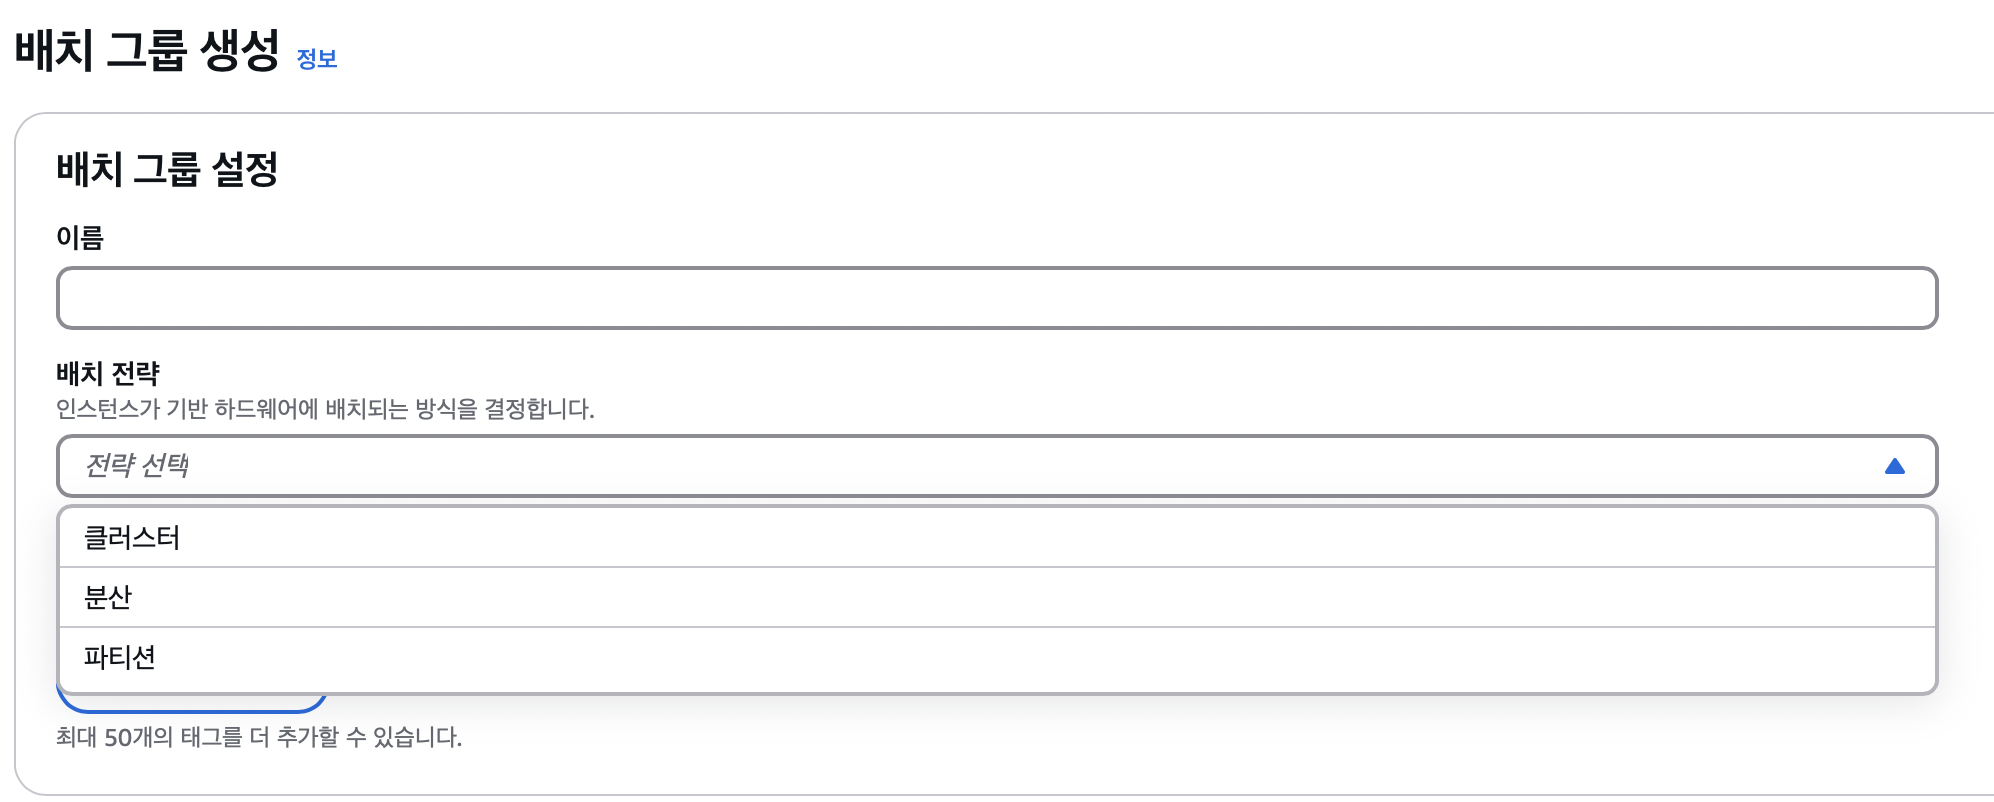 배치 그룹 생성 정보
배치 그룹 설정
이름
배치 전략
인스턴스가 기반 하드웨어에 배치되는 방식을 결정합니다.
전략 선택
클러스터
분산
파티션
최대 50개의 태그를 더 추가할 수 있습니다.